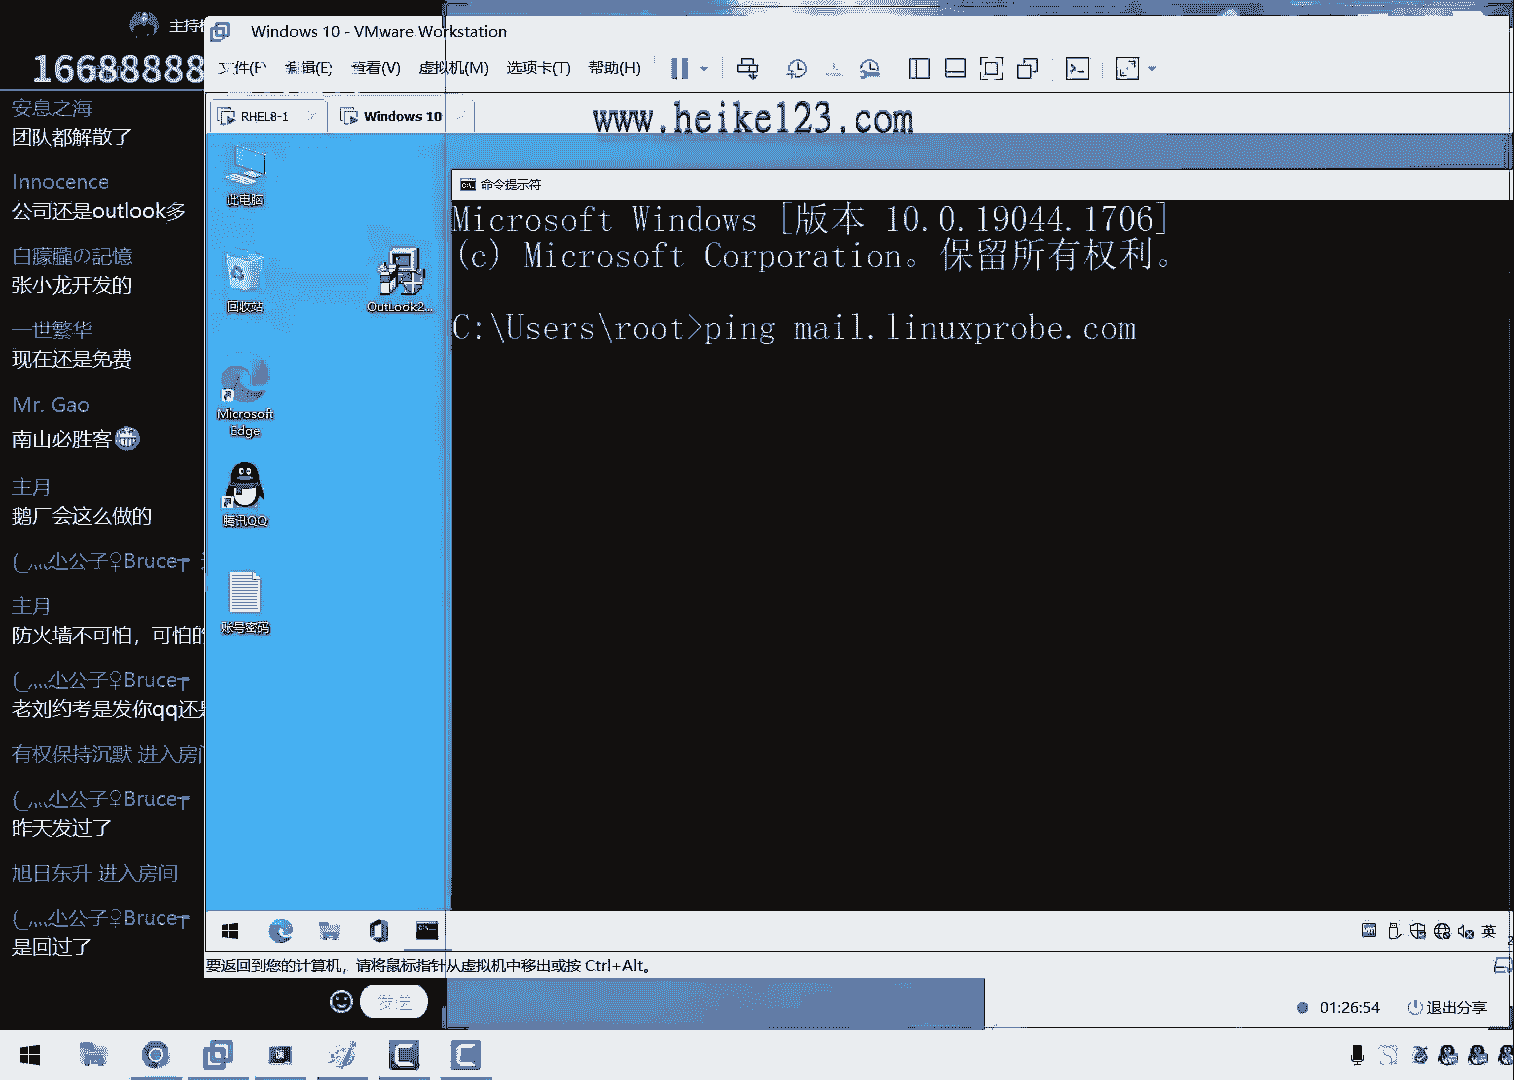 主持
16688888
安息之海
团队都解散了
Innocence
公司还是outlook多
白朦朧の記憶
张小龙开发的
一世繁华
现在还是免费
Mr. Gao
南山必胜客
主月
鹅厂会这么做的
公子♀Bruce
主月
防火墙不可怕，可怕的
公子♀Bruce
老刘约考是发你qq还是
有权保持沉默 进入房间
公子♀Bruce
昨天发过了
旭日东升 进入房间
公子♀Bruce
是回过了
发送
Windows 10 - VMware Workstation
文件(F) 编辑(E) 查看(V) 虚拟机(M) 选项卡(T) 帮助(H)
RHEL8-1
Windows 10
www.heike123.com
此电脑
回收站
OutLook2...
Microsoft
Edge
腾讯QQ
账号密码
命令提示符
Microsoft Windows [版本 10.0.19044.1706]
(c) Microsoft Corporation。保留所有权利。
C:\Users\root>ping mail.linuxprobe.com
英
要返回到您的计算机，请将鼠标指针从虚拟机中移出或按 Ctrl+Alt。
01:26:54
退出分享